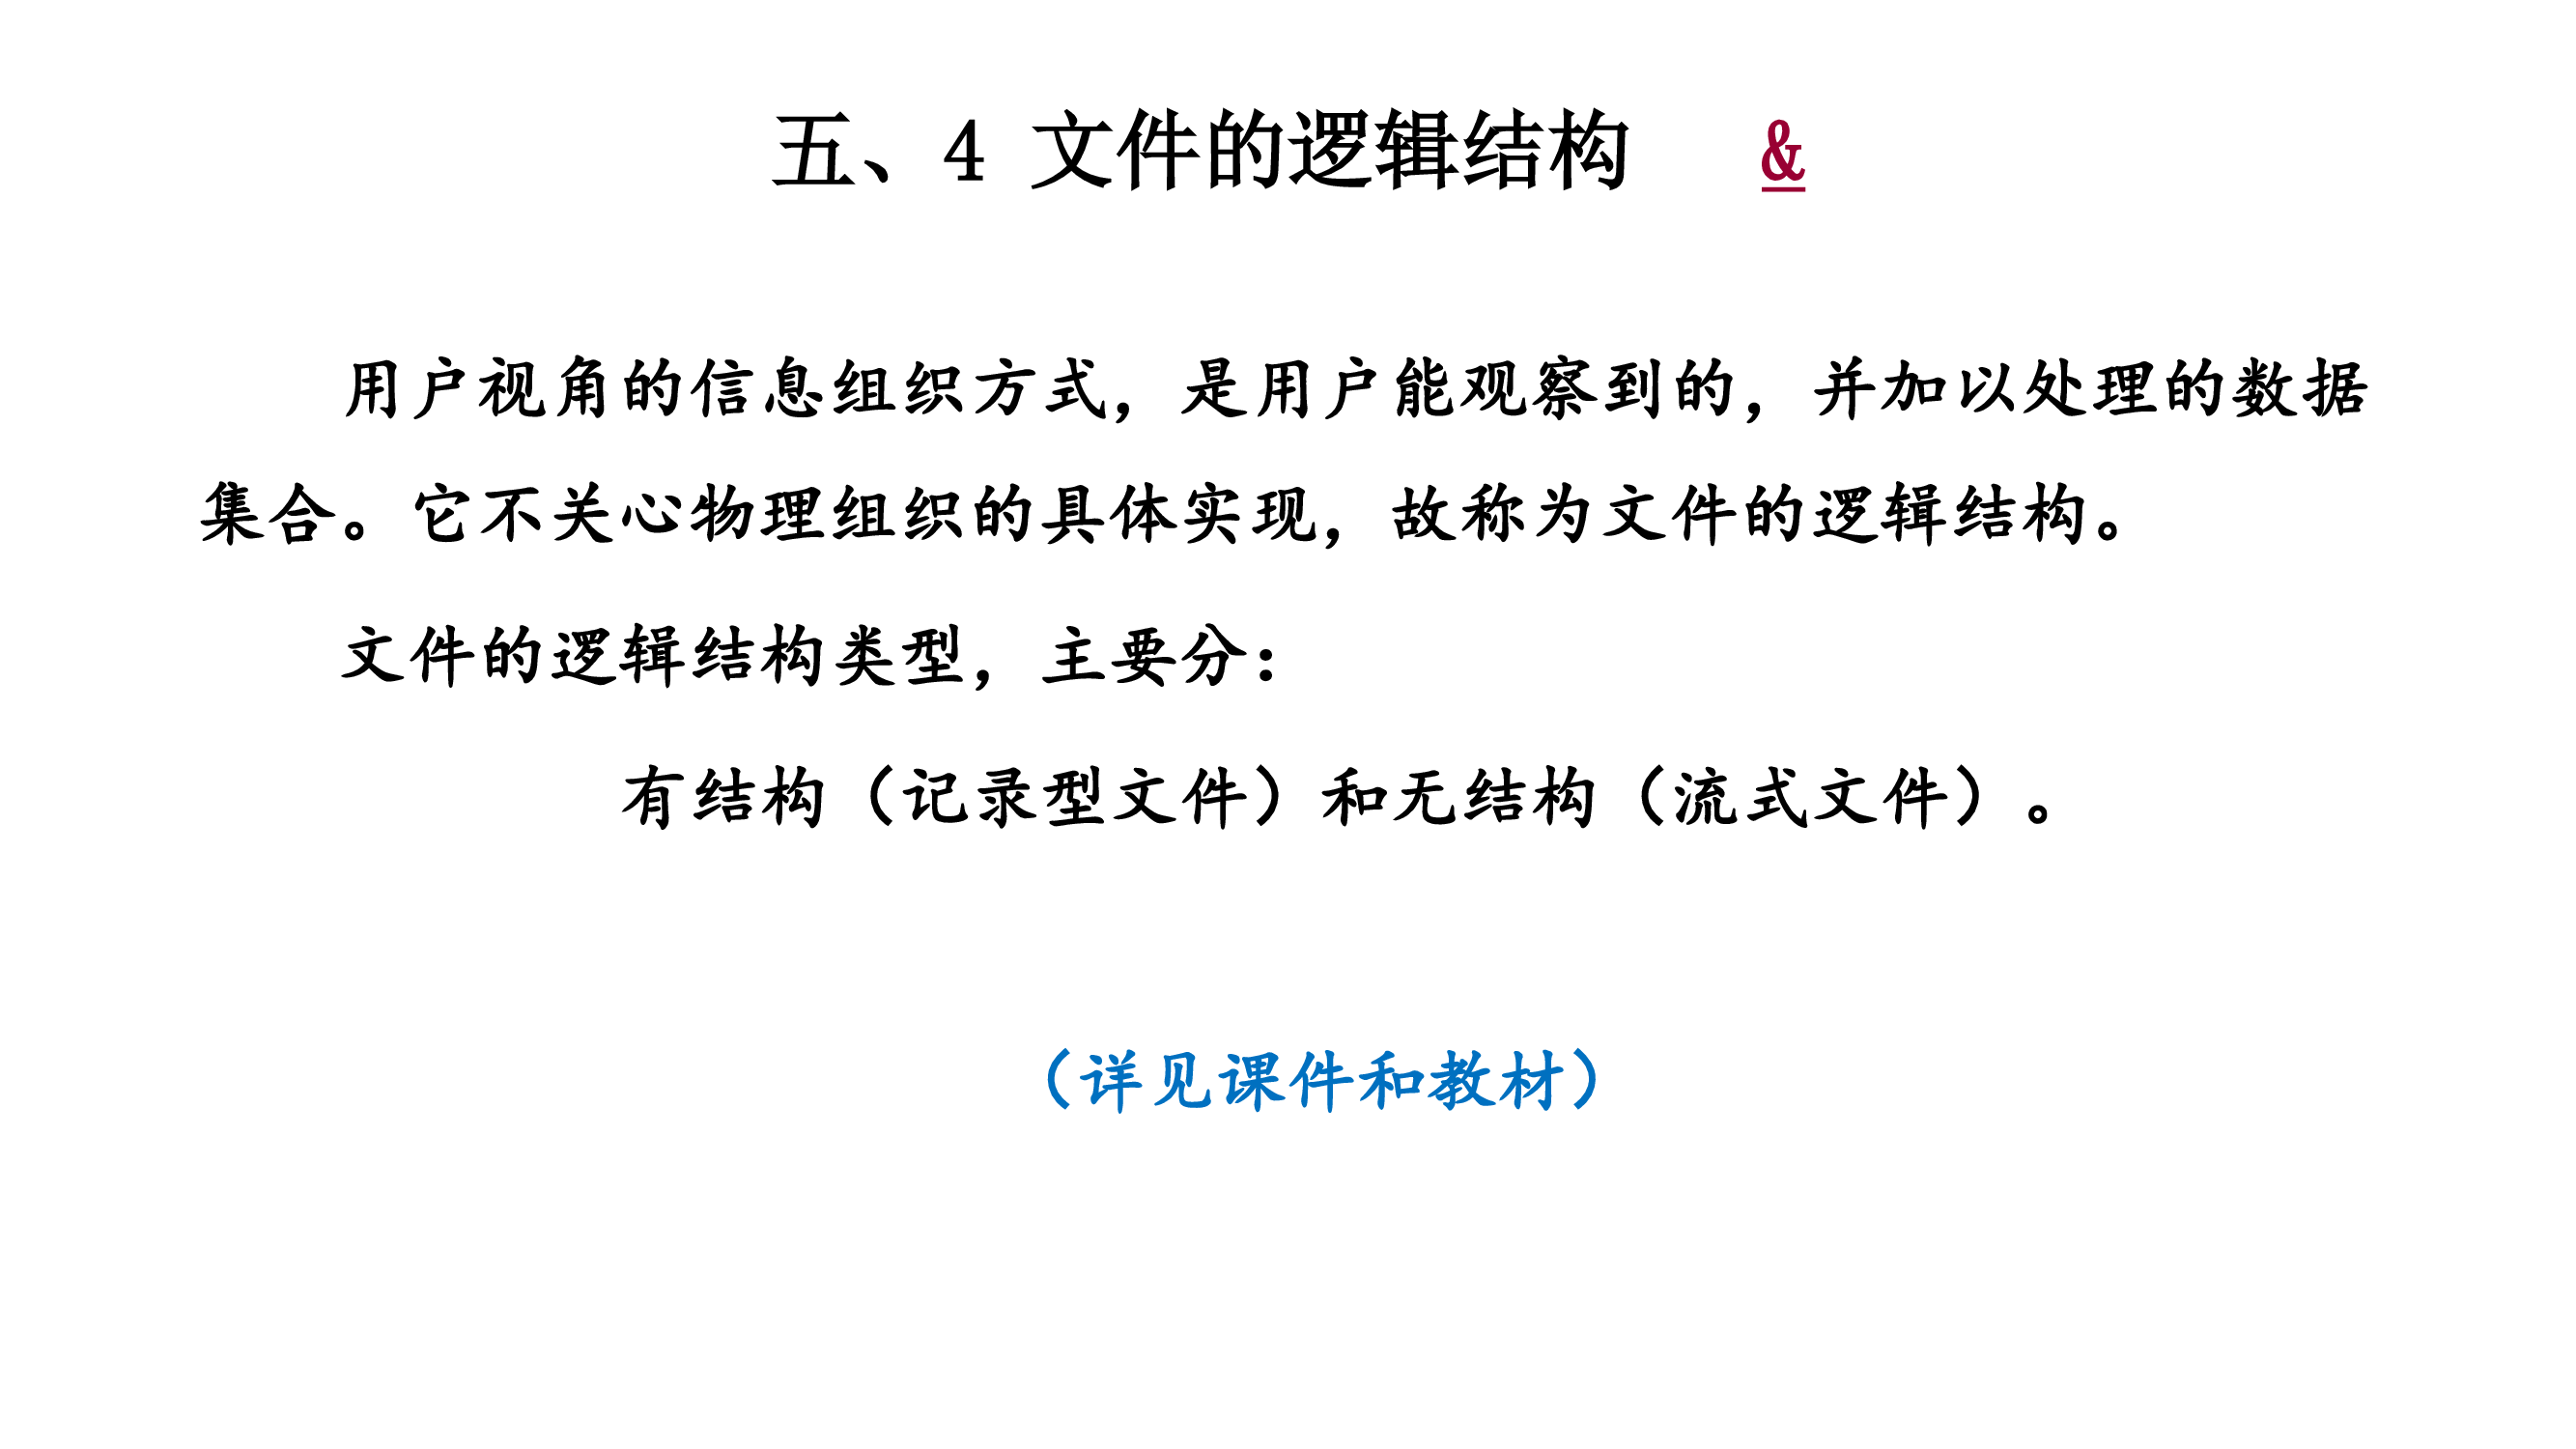 五、4 文件的逻辑结构 &
用户视角的信息组织方式，是用户能观察到的，并加以处理的数据
集合。它不关心物理组织的具体实现，故称为文件的逻辑结构。
文件的逻辑结构类型，主要分：
有结构（记录型文件）和无结构（流式文件）。
（详见课件和教材）